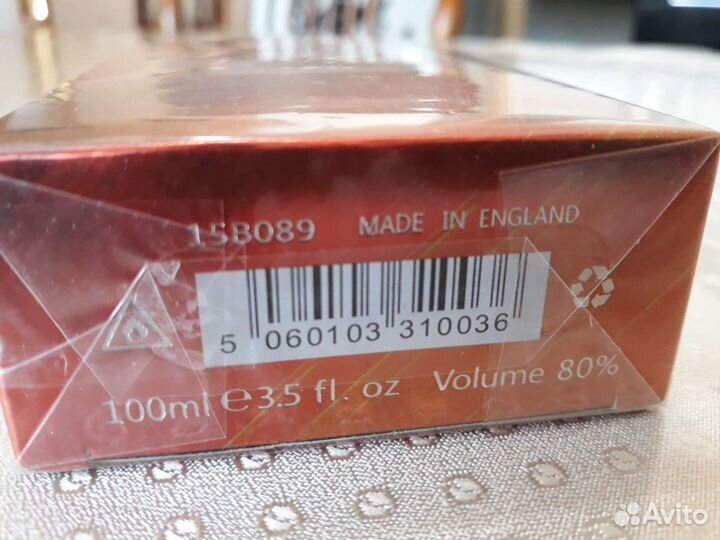 15B089 MADE IN ENGLAND
5 060103 310036
100ml ℮ 3.5 fl. oz Volume 80%
Avito